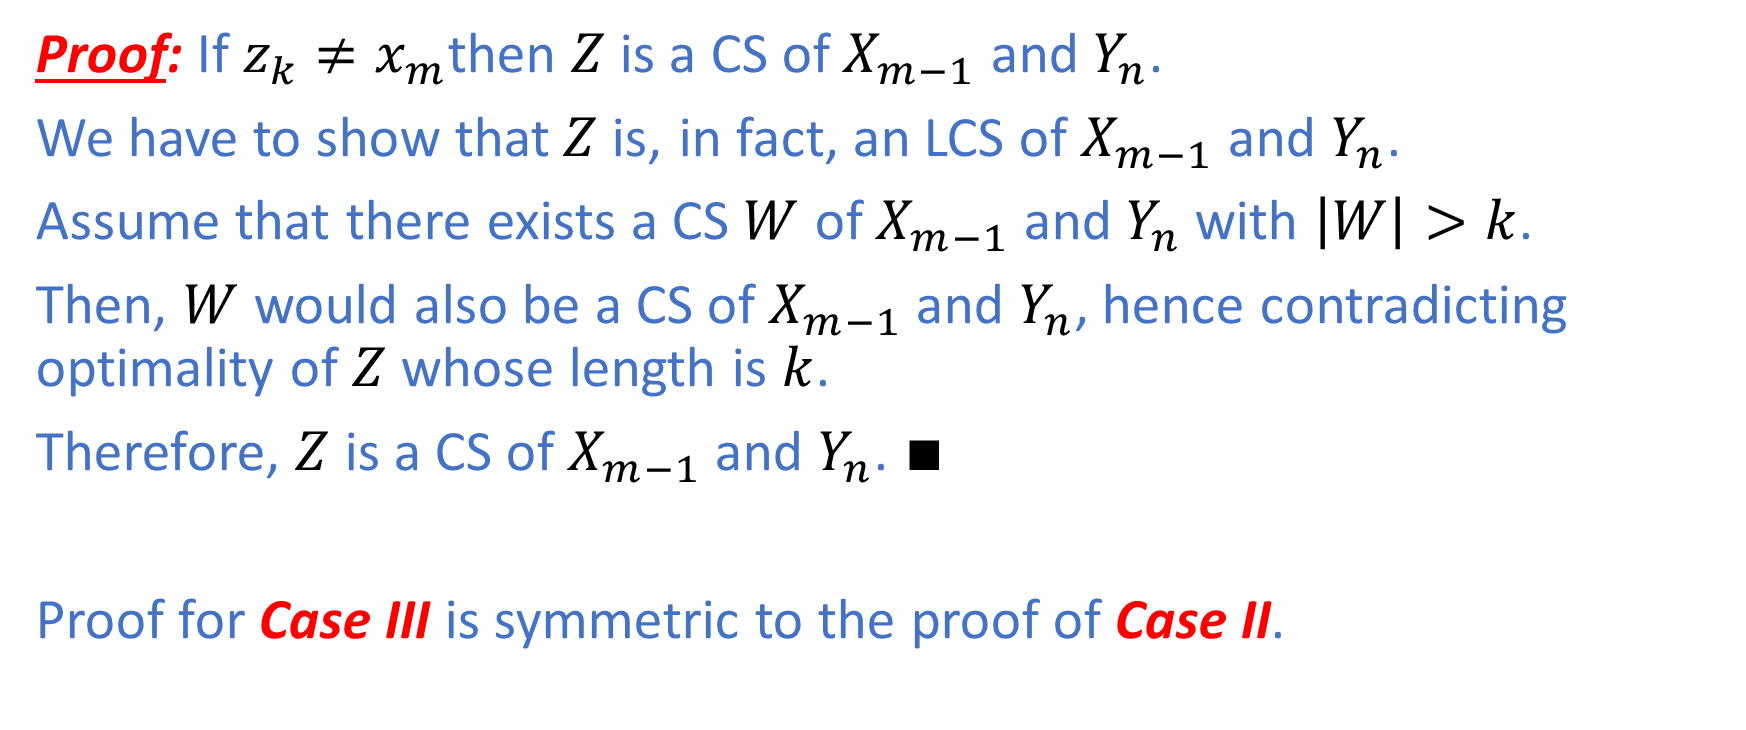 Proof: If z_k ≠ x_m then Z is a CS of X_{m−1} and Y_n.
We have to show that Z is, in fact, an LCS of X_{m−1} and Y_n.
Assume that there exists a CS W of X_{m−1} and Y_n with |W| > k.
Then, W would also be a CS of X_{m−1} and Y_n, hence contradicting
optimality of Z whose length is k.
Therefore, Z is a CS of X_{m−1} and Y_n. ■
Proof for Case III is symmetric to the proof of Case II.